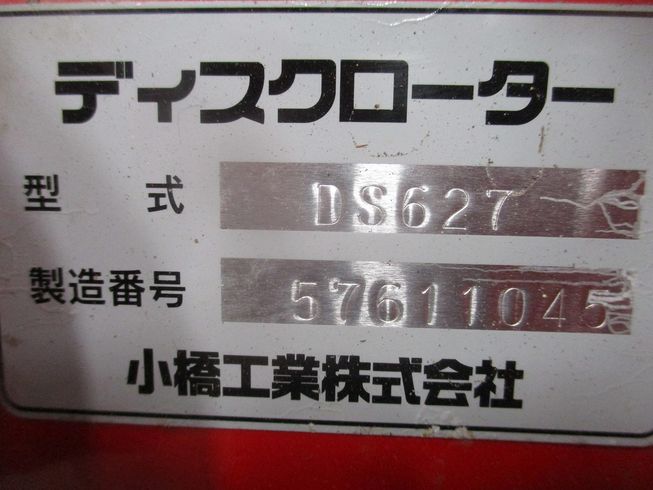 ディスクローター
型式 DS627
製造番号 57611045
小橋工業株式会社